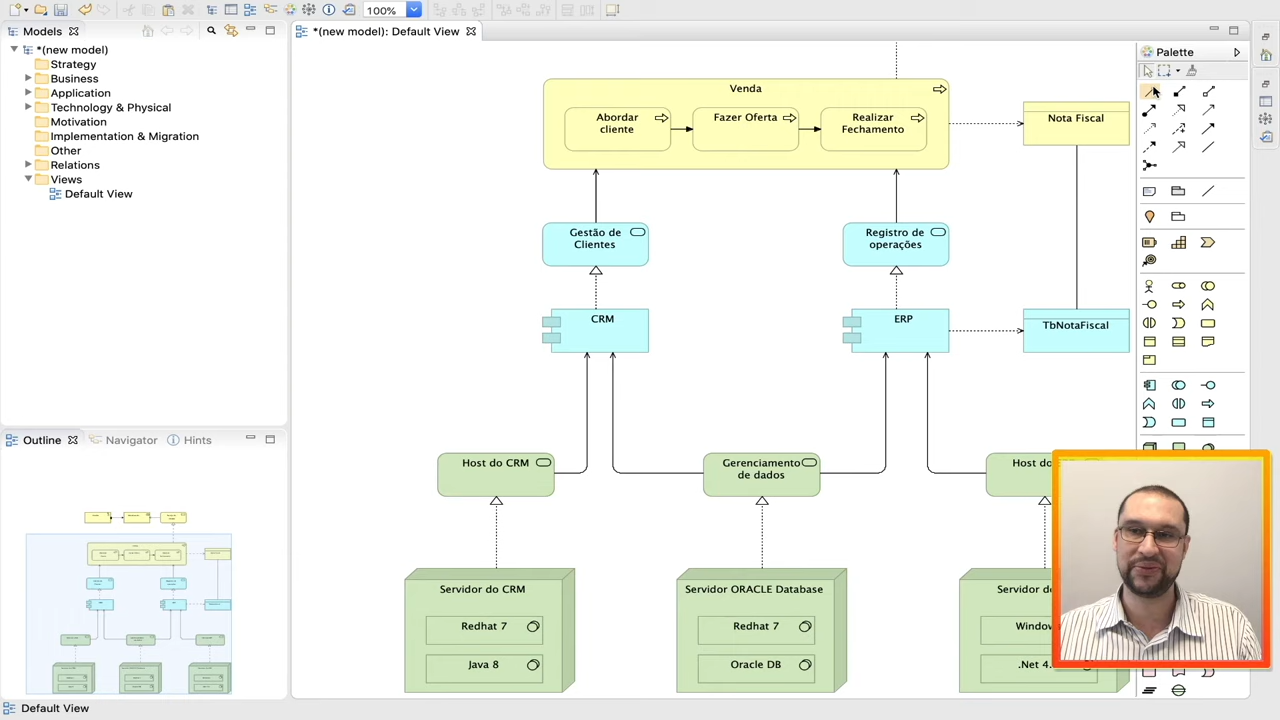 100%
Models
*(new model): Default View
*(new model)
Strategy
Business
Application
Technology & Physical
Motivation
Implementation & Migration
Other
Relations
Views
Default View
Palette
Venda
Abordar
cliente
Fazer Oferta
Realizar
Fechamento
Nota Fiscal
Gestão de
Clientes
Registro de
operações
CRM
ERP
TbNotaFiscal
Outline
Navigator
Hints
Host do CRM
Gerenciamento
de dados
Host do
Servidor do CRM
Redhat 7
Java 8
Servidor ORACLE Database
Redhat 7
Oracle DB
Servidor do
.Net 4.
Default View